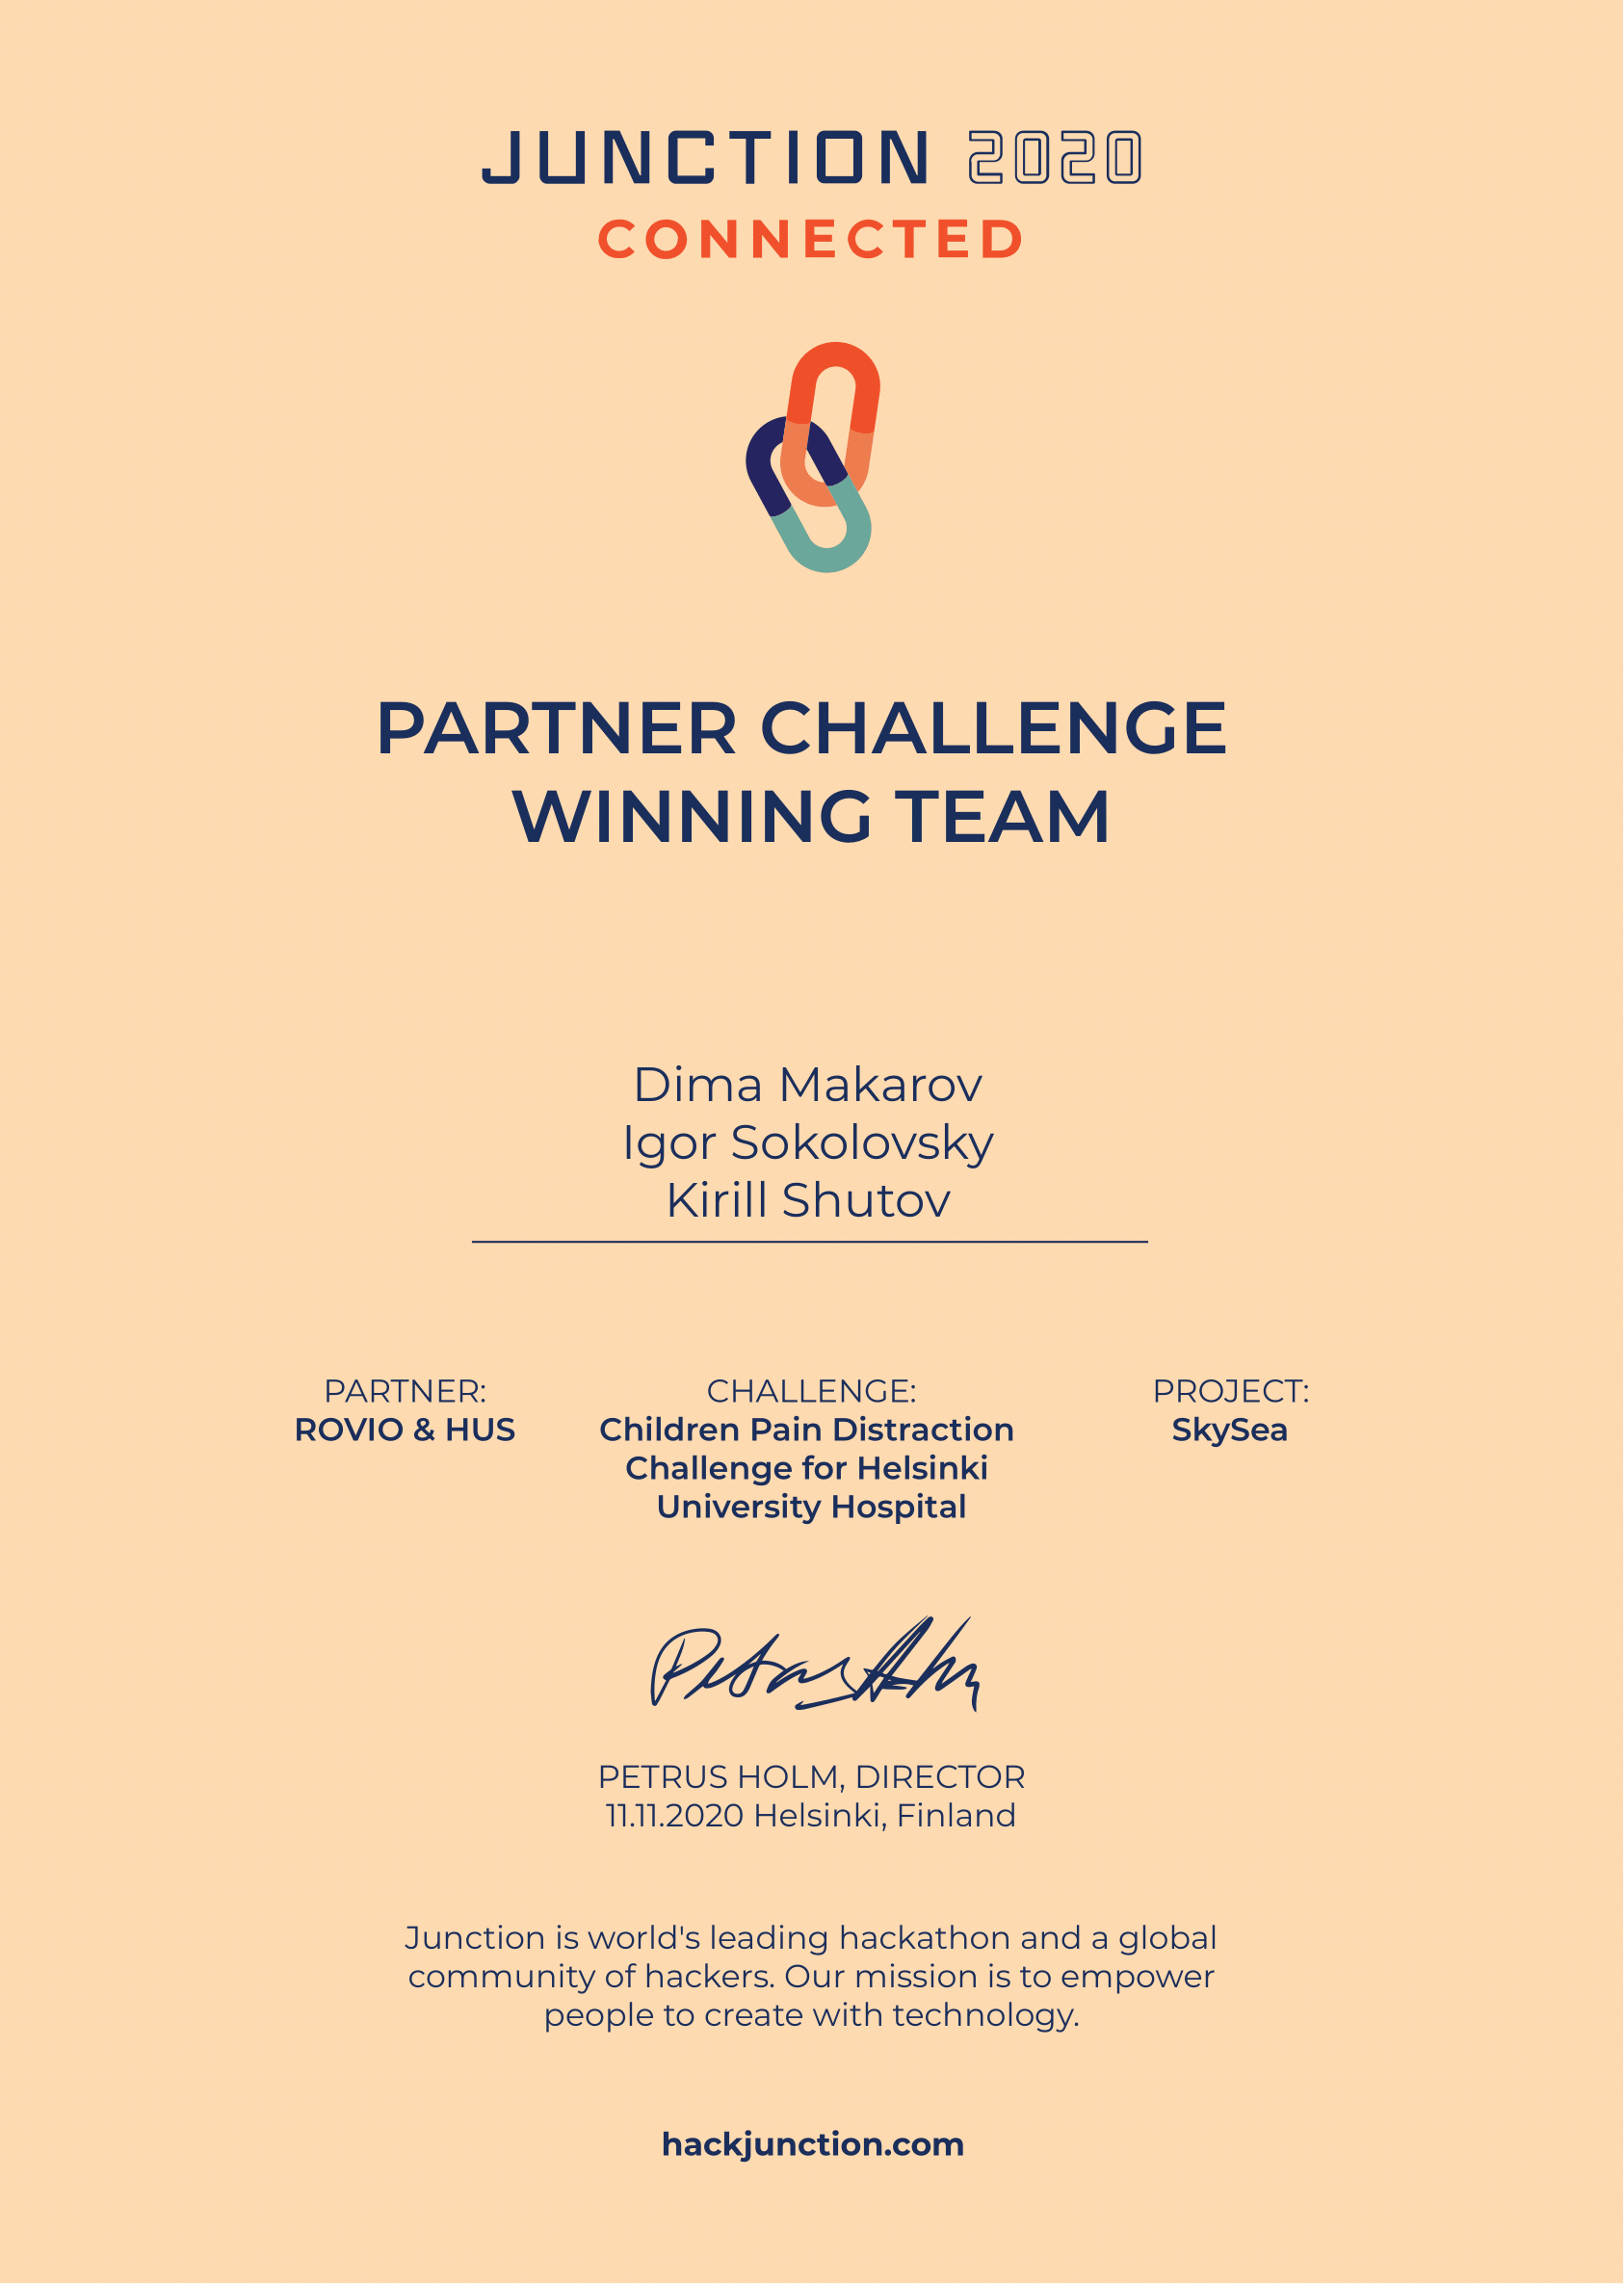 JUNCTION 2020
CONNECTED
PARTNER CHALLENGE
WINNING TEAM
Dima Makarov
Igor Sokolovsky
Kirill Shutov
PARTNER:
ROVIO & HUS
CHALLENGE:
Children Pain Distraction
Challenge for Helsinki
University Hospital
PROJECT:
SkySea
Petrus Holm
PETRUS HOLM, DIRECTOR
11.11.2020 Helsinki, Finland
Junction is world's leading hackathon and a global
community of hackers. Our mission is to empower
people to create with technology.
hackjunction.com